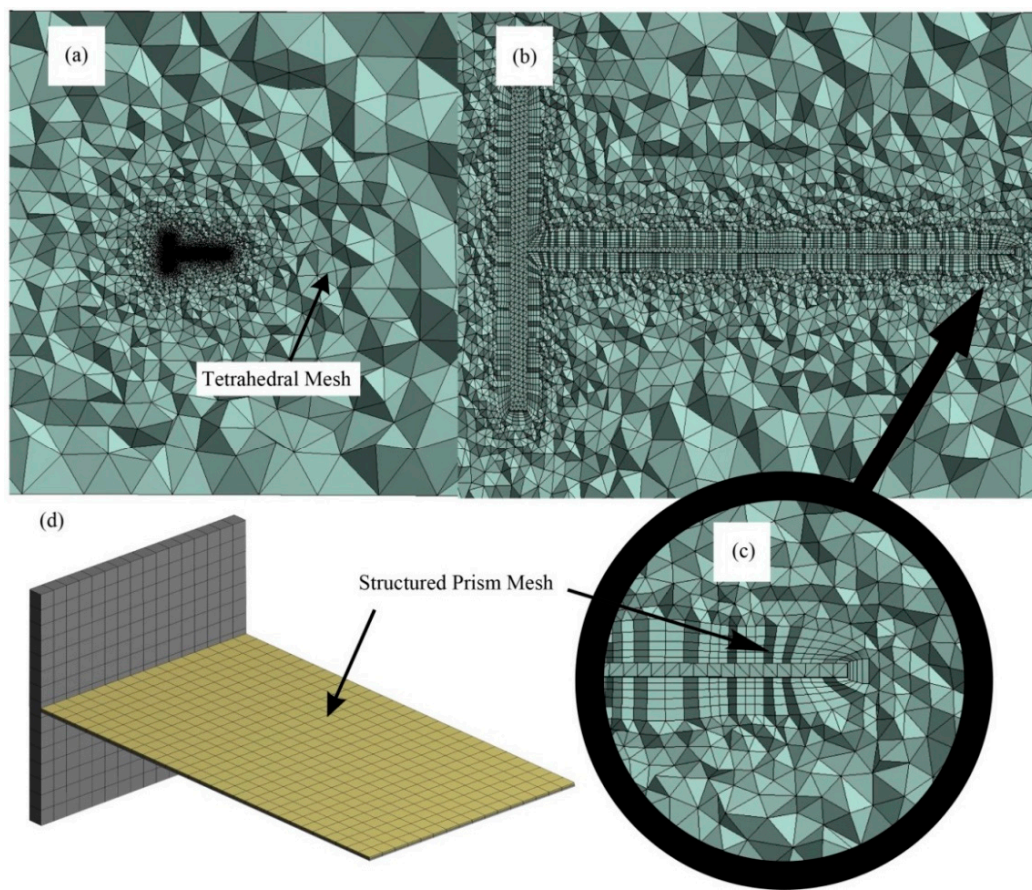 (a)
(b)
Tetrahedral Mesh
(d)
(c)
Structured Prism Mesh